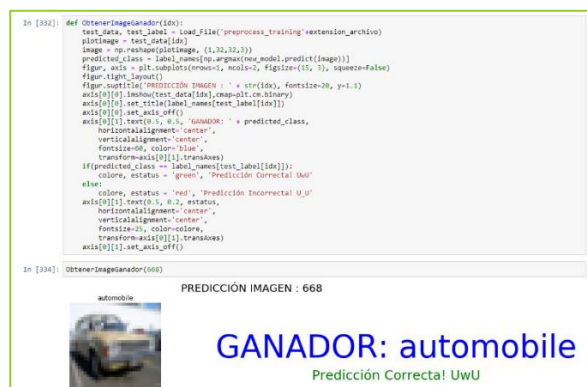 In [332]: def ObtenerImageGanador(idx):
test_data, test_label = Load_File('preprocess_training'+extension_archivo)
plotimage = test_data[idx]
image = np.reshape(plotimage, (1,32,32,3))
predicted_class = label_names[np.argmax(new_model.predict(image))]
figur, axis = plt.subplots(nrows=1, ncols=2, figsize=(15, 3), squeeze=False)
figur.tight_layout()
figur.suptitle('PREDICCIÓN IMAGEN : ' + str(idx), fontsize=20, y=1.1)
axis[0][0].imshow(test_data[idx],cmap=plt.cm.binary)
axis[0][0].set_title(label_names[test_label[idx]])
axis[0][0].set_axis_off()
axis[0][1].text(0.5, 0.5, 'GANADOR: ' + predicted_class,
horizontalalignment='center',
verticalalignment='center',
fontsize=60, color='blue',
transform=axis[0][1].transAxes)
if(predicted_class == label_names[test_label[idx]]):
colore, estatus = 'green', 'Predicción Correcta! UwU'
else:
colore, estatus = 'red', 'Predicción Incorrecta! U_U'
axis[0][1].text(0.5, 0.2, estatus,
horizontalalignment='center',
verticalalignment='center',
fontsize=25, color=colore,
transform=axis[0][1].transAxes)
axis[0][1].set_axis_off()
In [334]: ObtenerImageGanador(668)
PREDICCIÓN IMAGEN : 668
automobile
GANADOR: automobile
Predicción Correcta! UwU